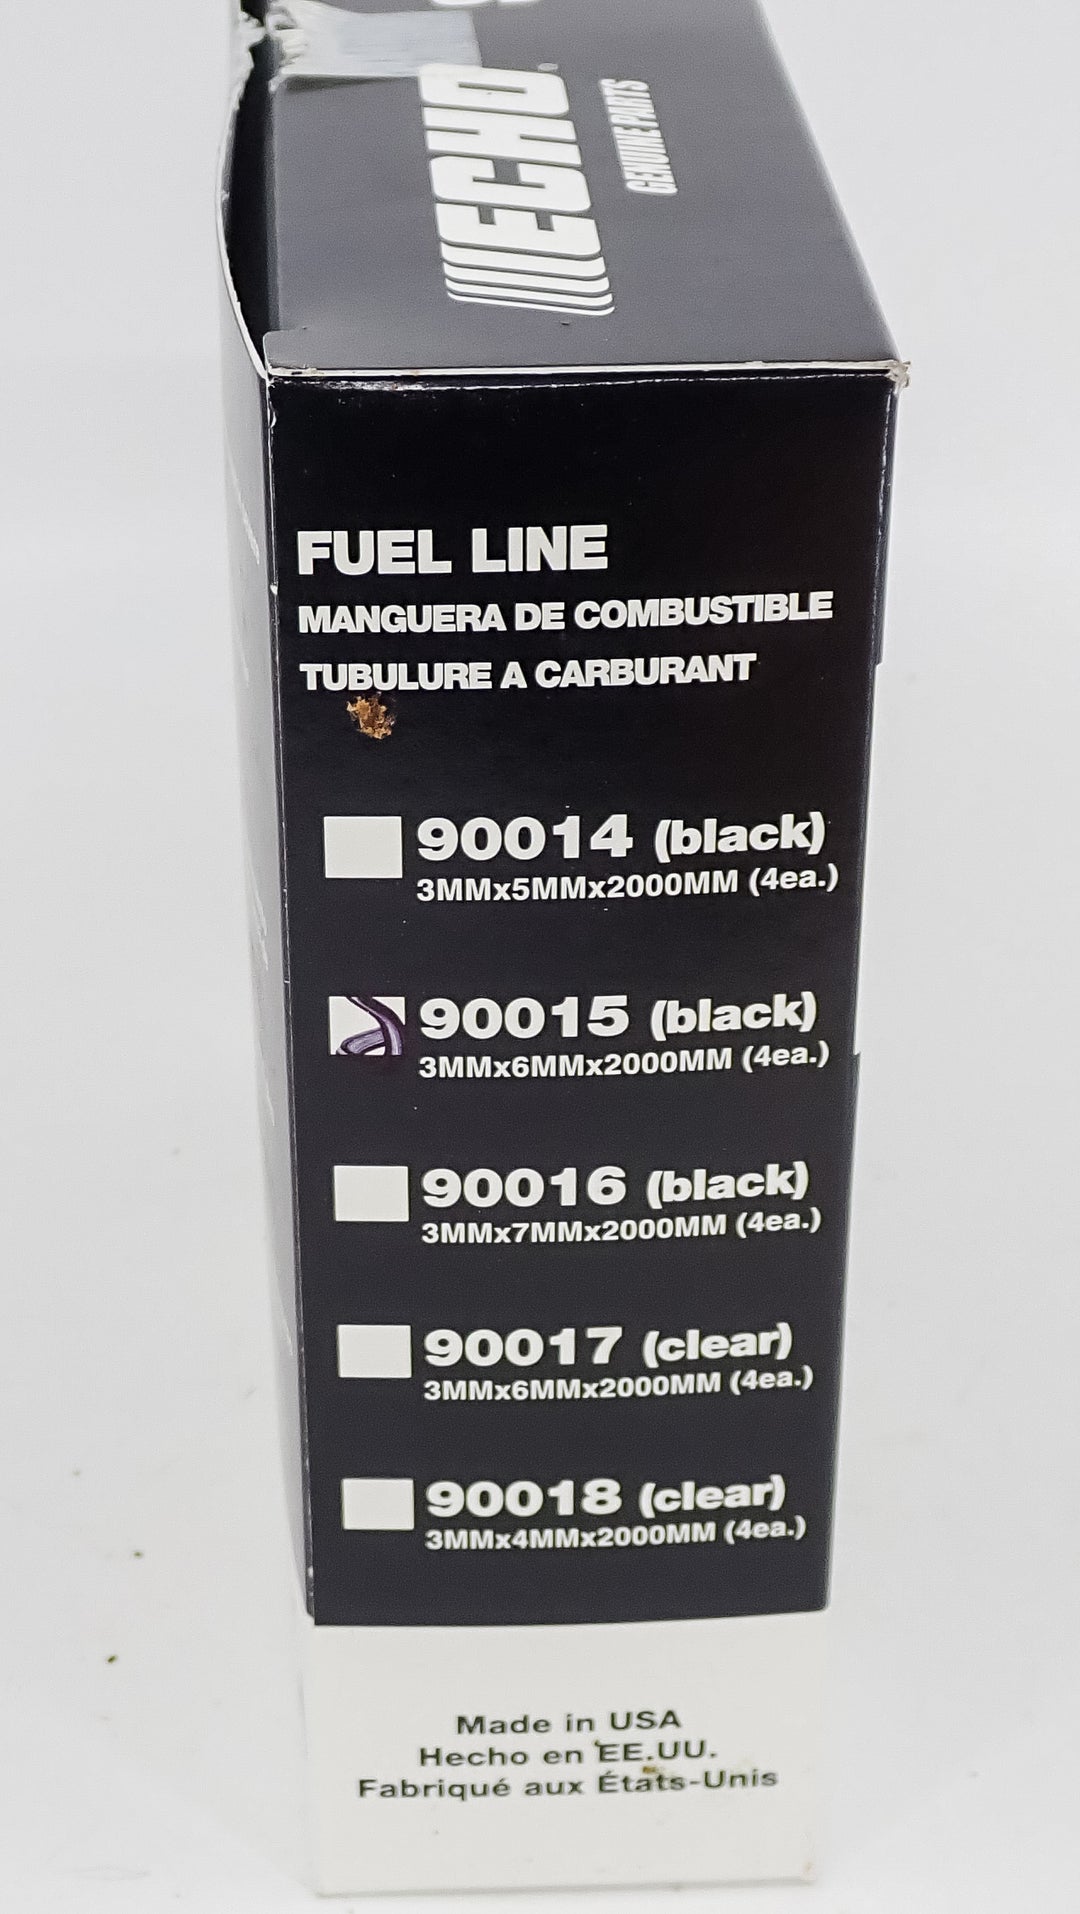 ECHO
GENUINE PARTS
FUEL LINE
MANGUERA DE COMBUSTIBLE
TUBULURE A CARBURANT
90014 (black)
3MMx5MMx2000MM (4ea.)
90015 (black)
3MMx6MMx2000MM (4ea.)
90016 (black)
3MMx7MMx2000MM (4ea.)
90017 (clear)
3MMx6MMx2000MM (4ea.)
90018 (clear)
3MMx4MMx2000MM (4ea.)
Made in USA
Hecho en EE.UU.
Fabriqué aux États-Unis